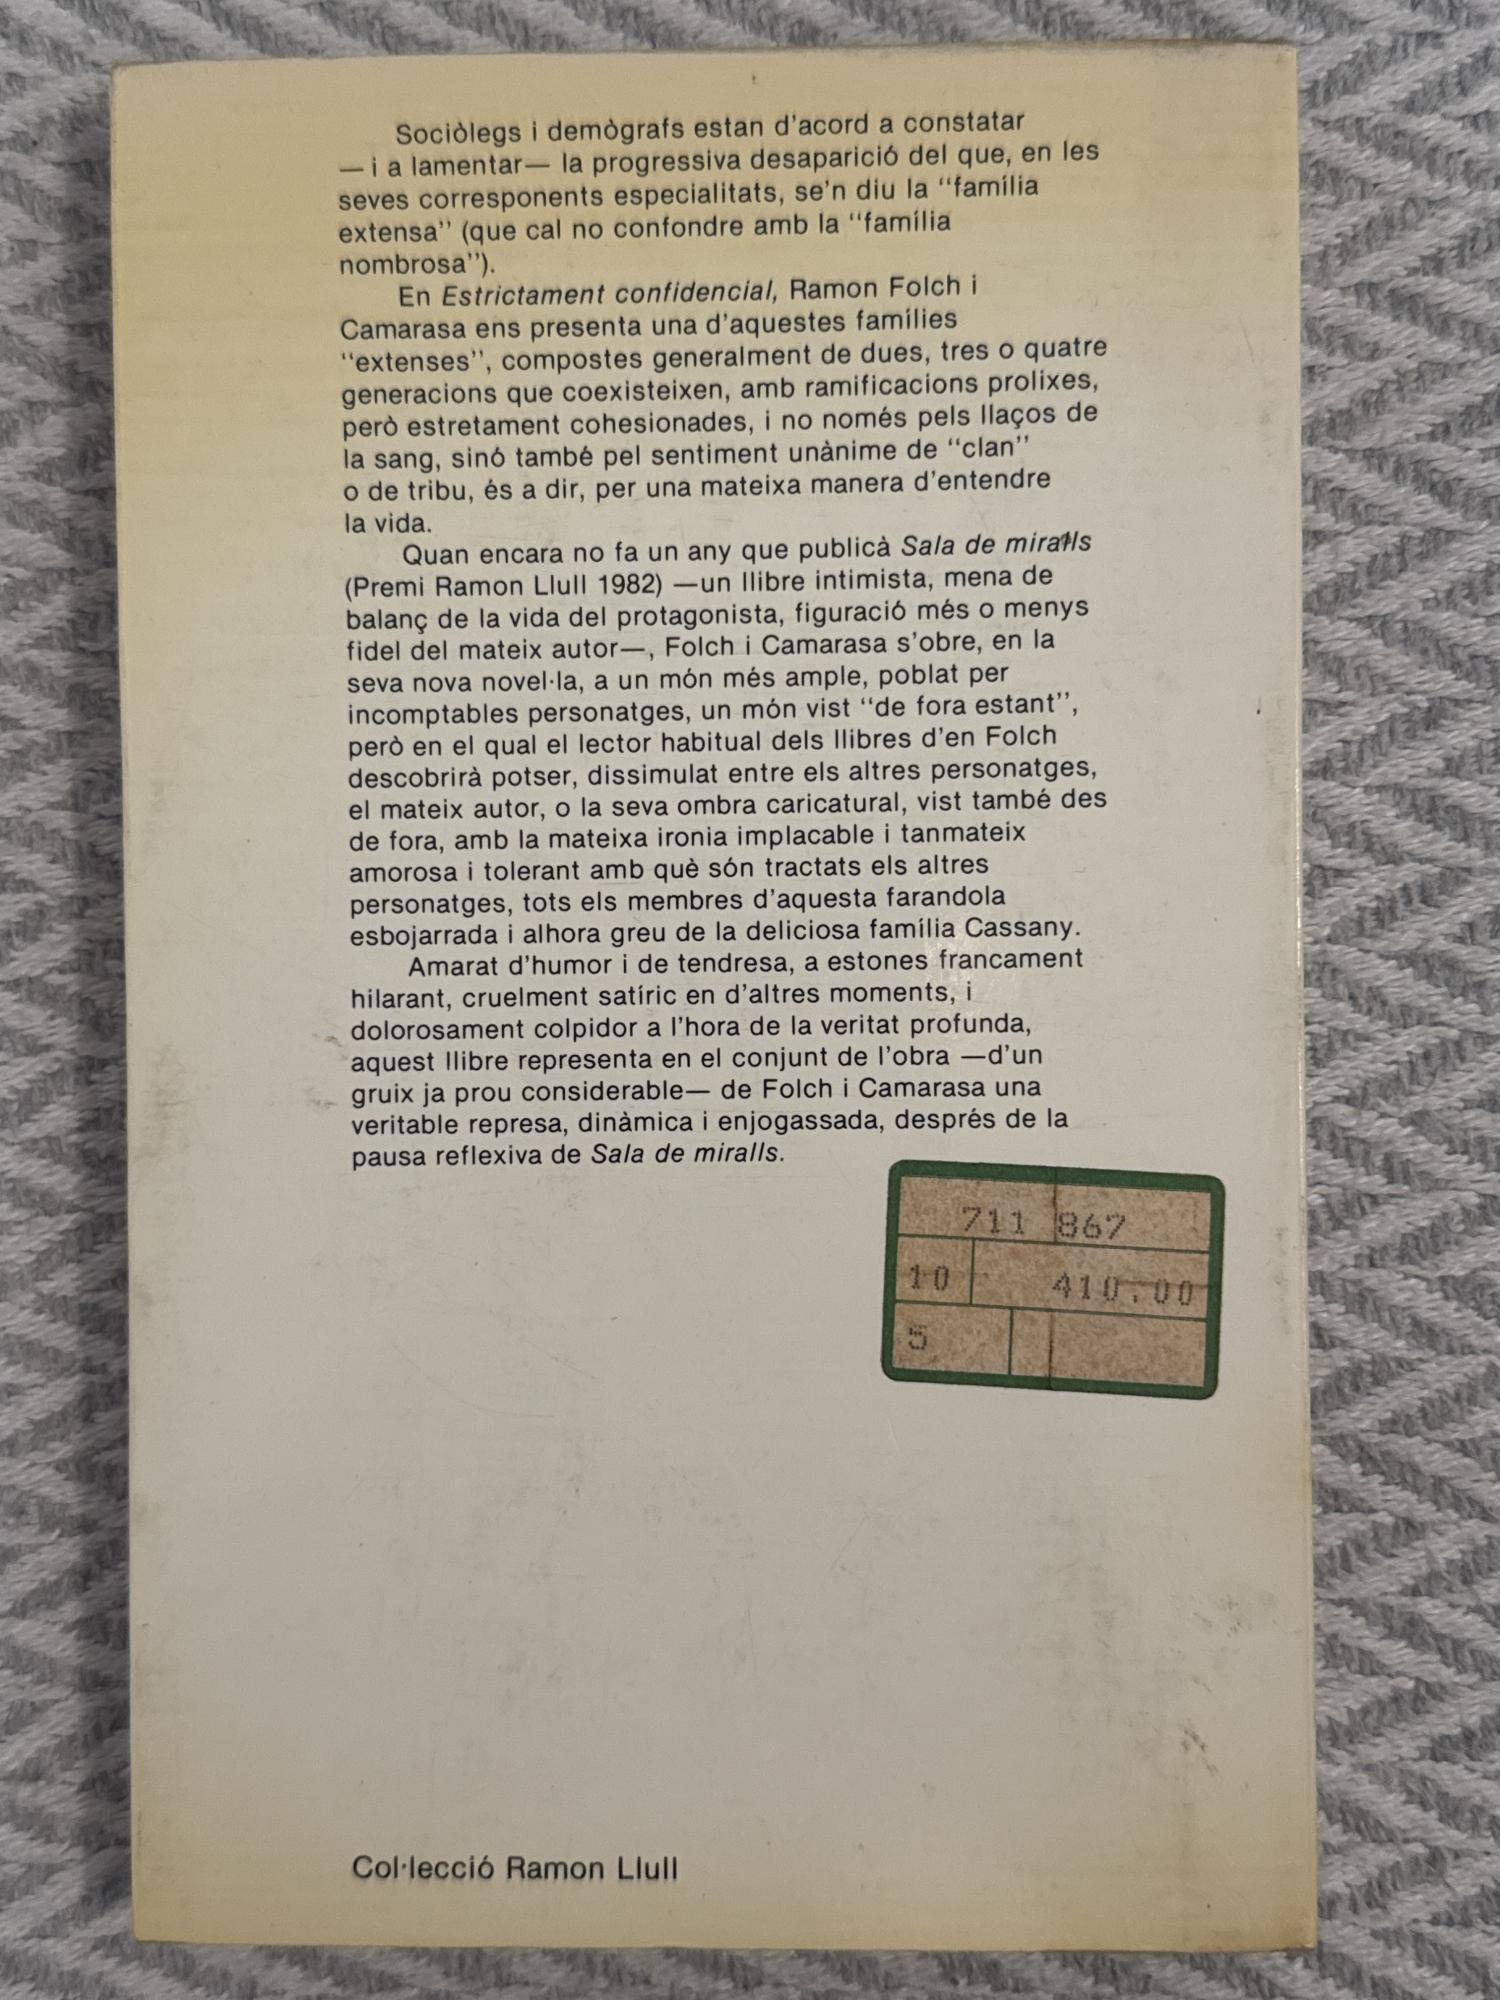 Sociòlegs i demògrafs estan d'acord a constatar
— i a lamentar— la progressiva desaparició del que, en les
seves corresponents especialitats, se'n diu la ‘‘família
extensa’’ (que cal no confondre amb la ‘‘família
nombrosa’’).
En Estrictament confidencial, Ramon Folch i
Camarasa ens presenta una d'aquestes famílies
‘‘extenses’’, compostes generalment de dues, tres o quatre
generacions que coexisteixen, amb ramificacions prolixes,
però estretament cohesionades, i no només pels llaços de
la sang, sinó també pel sentiment unànime de ‘‘clan’’
o de tribu, és a dir, per una mateixa manera d'entendre
la vida.
Quan encara no fa un any que publicà Sala de miralls
(Premi Ramon Llull 1982) —un llibre intimista, mena de
balanç de la vida del protagonista, figuració més o menys
fidel del mateix autor—, Folch i Camarasa s'obre, en la
seva nova novel·la, a un món més ample, poblat per
incomptables personatges, un món vist ‘‘de fora estant’’,
però en el qual el lector habitual dels llibres d'en Folch
descobrirà potser, dissimulat entre els altres personatges,
el mateix autor, o la seva ombra caricatural, vist també des
de fora, amb la mateixa ironia implacable i tanmateix
amorosa i tolerant amb què són tractats els altres
personatges, tots els membres d'aquesta farandola
esbojarrada i alhora greu de la deliciosa família Cassany.
Amarat d'humor i de tendresa, a estones francament
hilarant, cruelment satíric en d'altres moments, i
dolorosament colpidor a l'hora de la veritat profunda,
aquest llibre representa en el conjunt de l'obra —d'un
gruix ja prou considerable— de Folch i Camarasa una
veritable represa, dinàmica i enjogassada, després de la
pausa reflexiva de Sala de miralls.
711 867
10 410.00
5
Col·lecció Ramon Llull